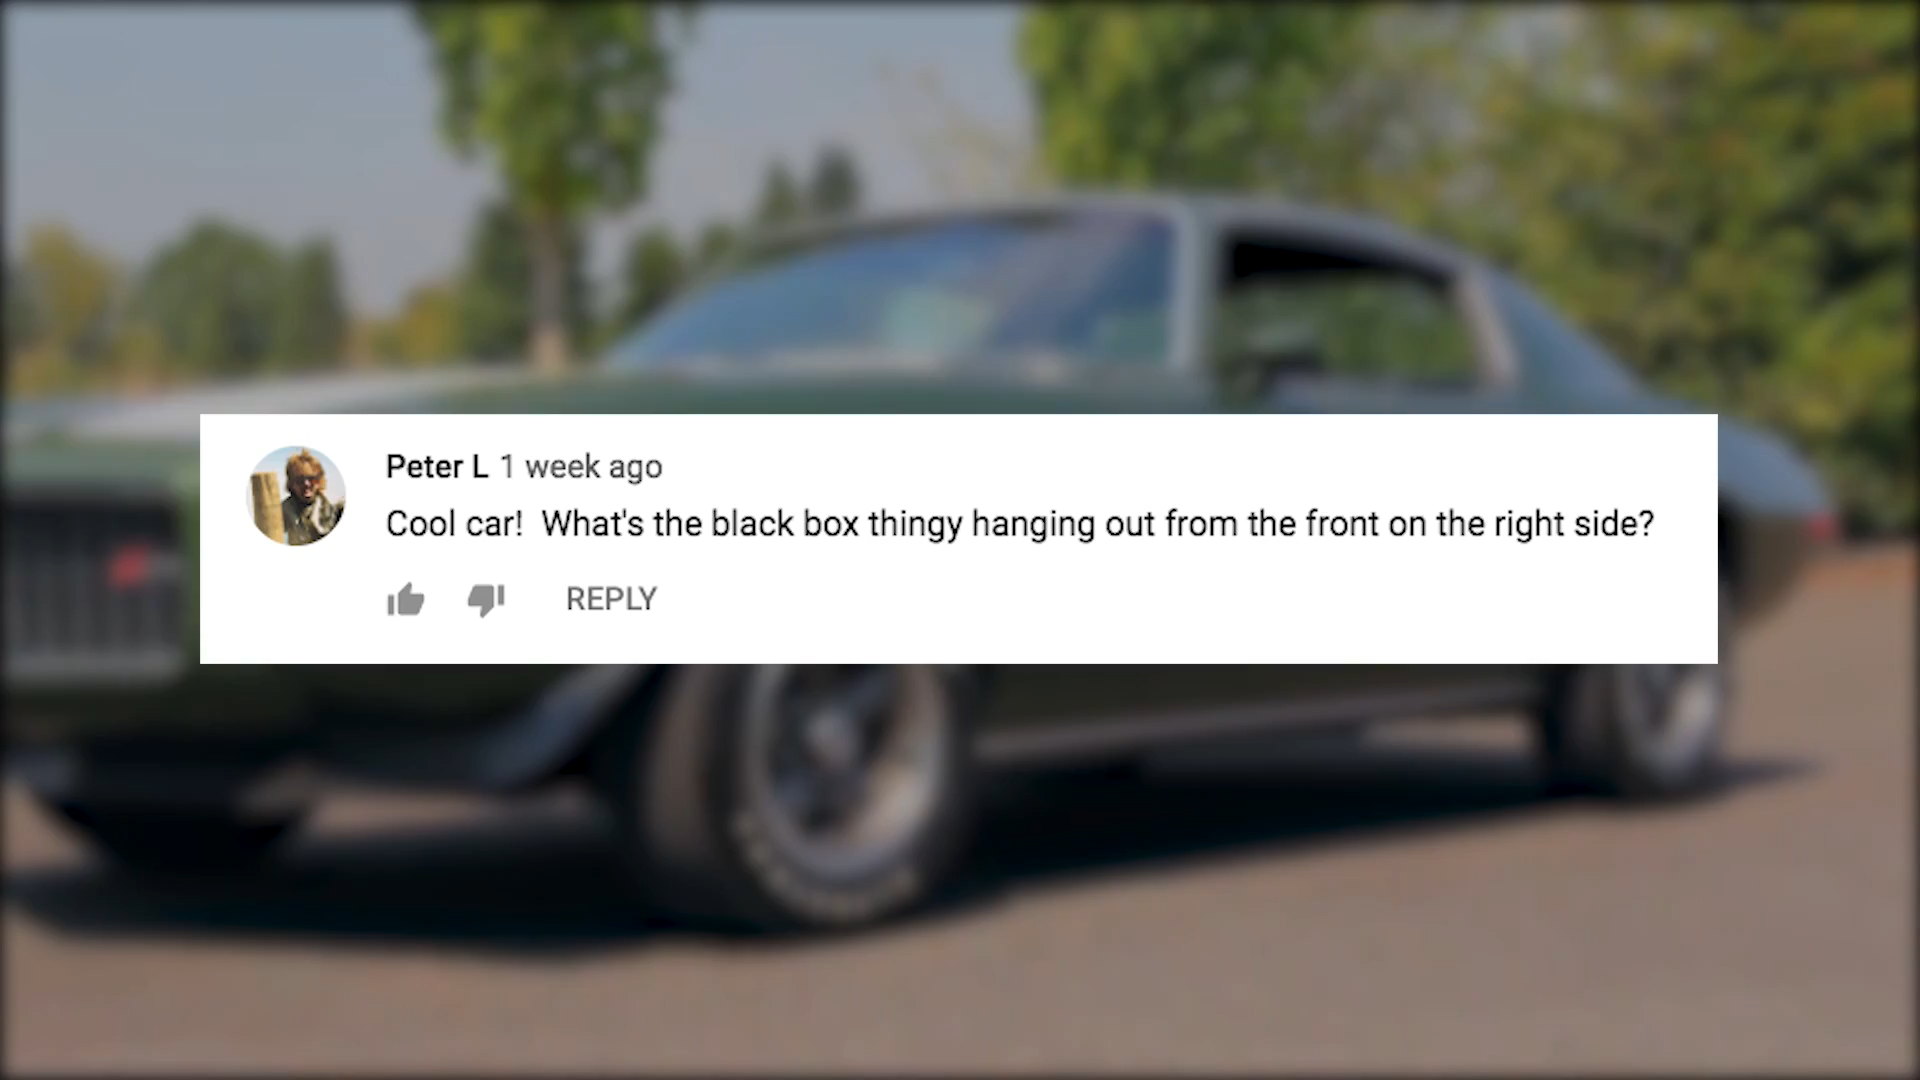 Peter L 1 week ago
Cool car!  What's the black box thingy hanging out from the front on the right side?
REPLY